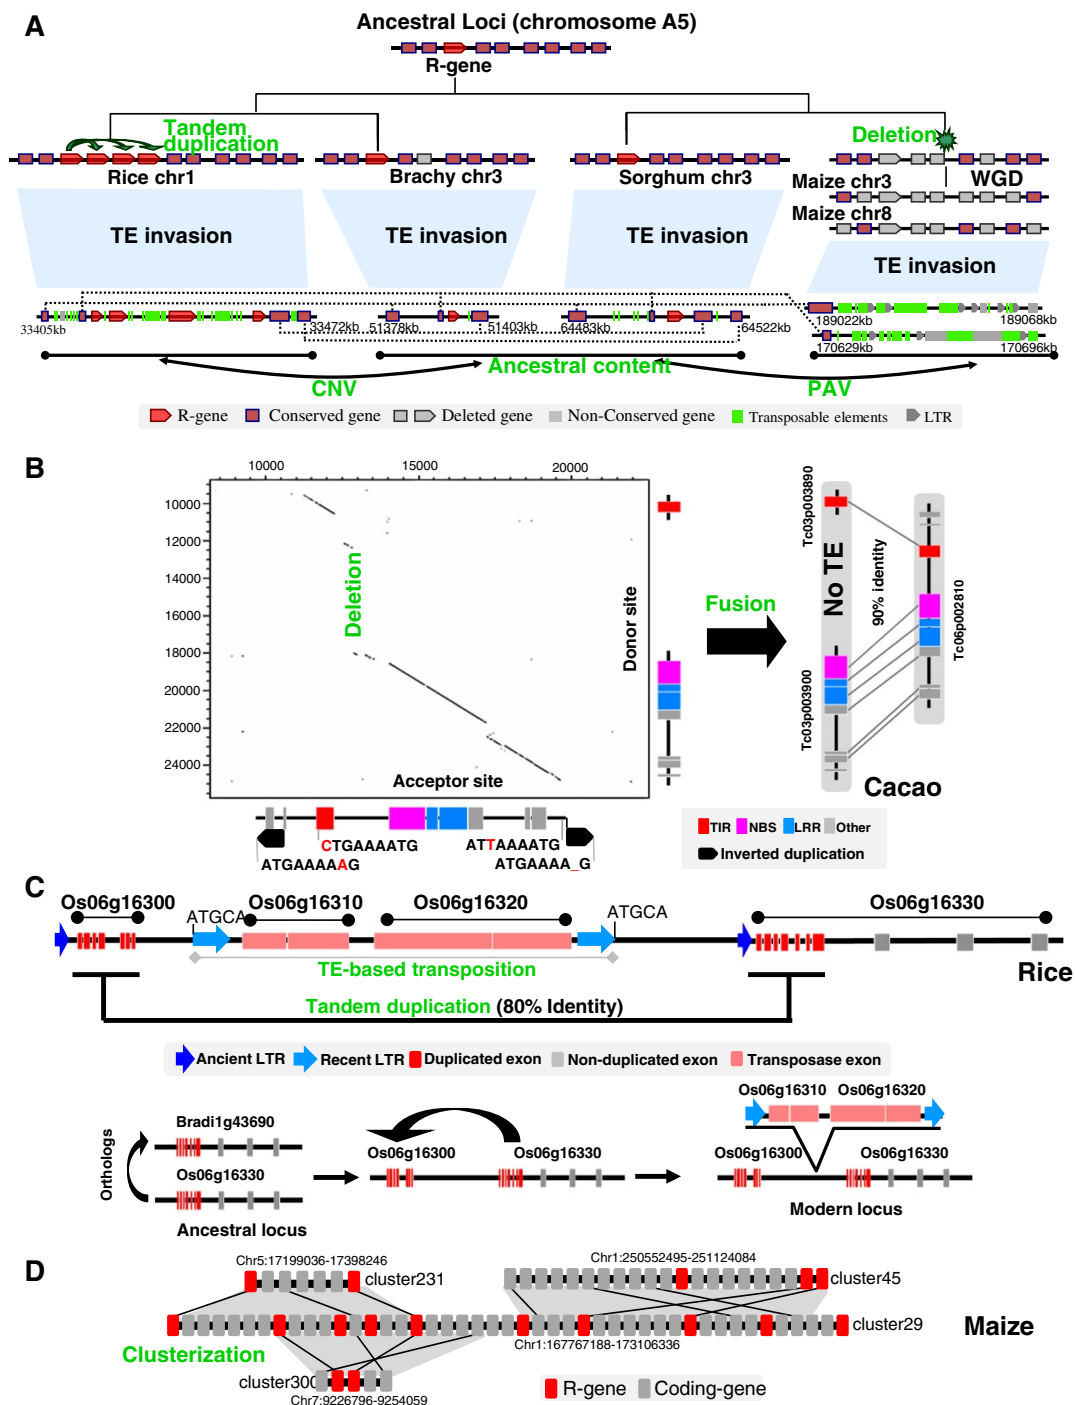 A
Ancestral Loci (chromosome A5)
R-gene
Tandem
duplication
Deletion
Rice chr1
Brachy chr3
Sorghum chr3
Maize chr3
WGD
Maize chr8
TE invasion
TE invasion
TE invasion
TE invasion
33405kb
33472kb
51378kb
51403kb
64483kb
64522kb
189022kb
189068kb
170629kb
170696kb
Ancestral content
CNV
PAV
R-gene
Conserved gene
Deleted gene
Non-Conserved gene
Transposable elements
LTR
B
10000
15000
20000
10000
12000
14000
16000
18000
20000
22000
24000
Deletion
Donor site
Acceptor site
Fusion
Tc03p003890
No TE
90% identity
Tc03p003900
Tc06p002810
Cacao
CTGAAAATG
ATTAAAATG
ATGAAAAAG
ATGAAAA_G
TIR
NBS
LRR
Other
Inverted duplication
C
Os06g16300
ATGCA
Os06g16310
Os06g16320
ATGCA
Os06g16330
TE-based transposition
Rice
Tandem duplication (80% Identity)
Ancient LTR
Recent LTR
Duplicated exon
Non-duplicated exon
Transposase exon
Orthologs
Bradi1g43690
Os06g16330
Ancestral locus
Os06g16300
Os06g16330
Os06g16310
Os06g16320
Os06g16300
Os06g16330
Modern locus
D
Chr5:17199036-17398246
cluster231
Chr1:250552495-251124084
cluster45
cluster29
Maize
Chr1:167767188-173106336
Clusterization
cluster300
Chr7:9226796-9254059
R-gene
Coding-gene